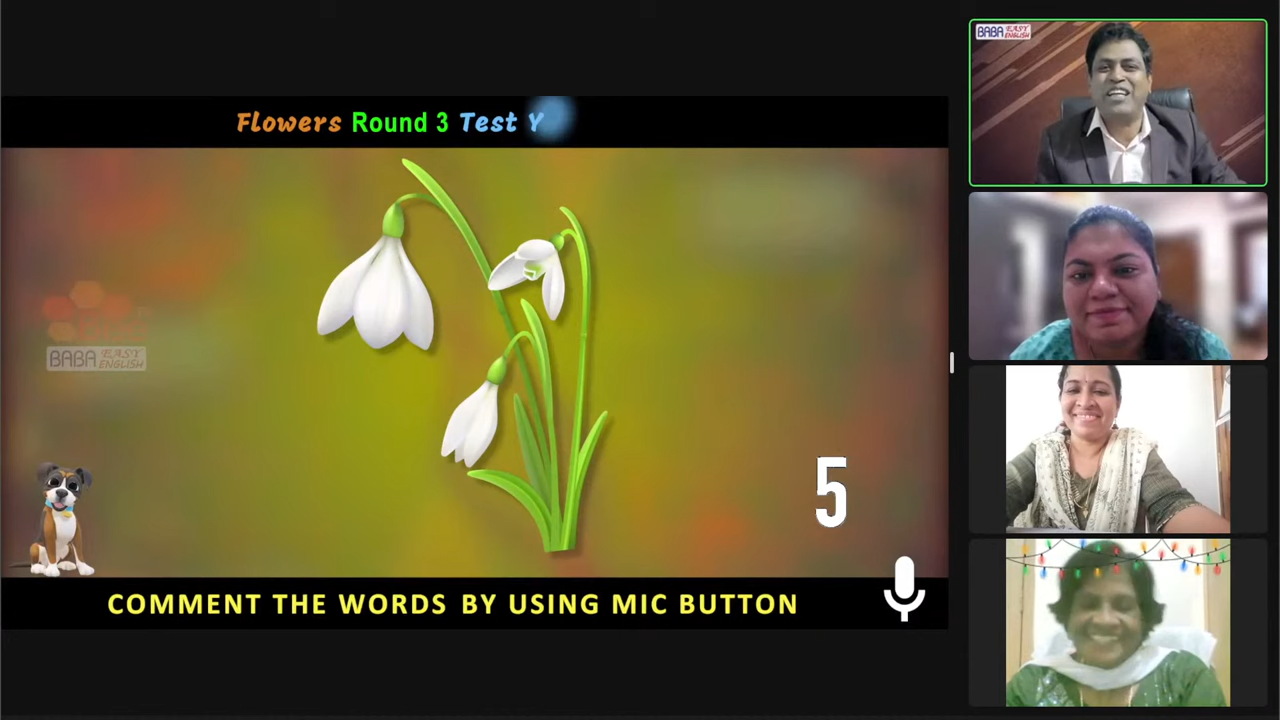 Flowers Round 3 Test Y
BABA EASY ENGLISH
BABA EASY ENGLISH
5
COMMENT THE WORDS BY USING MIC BUTTON